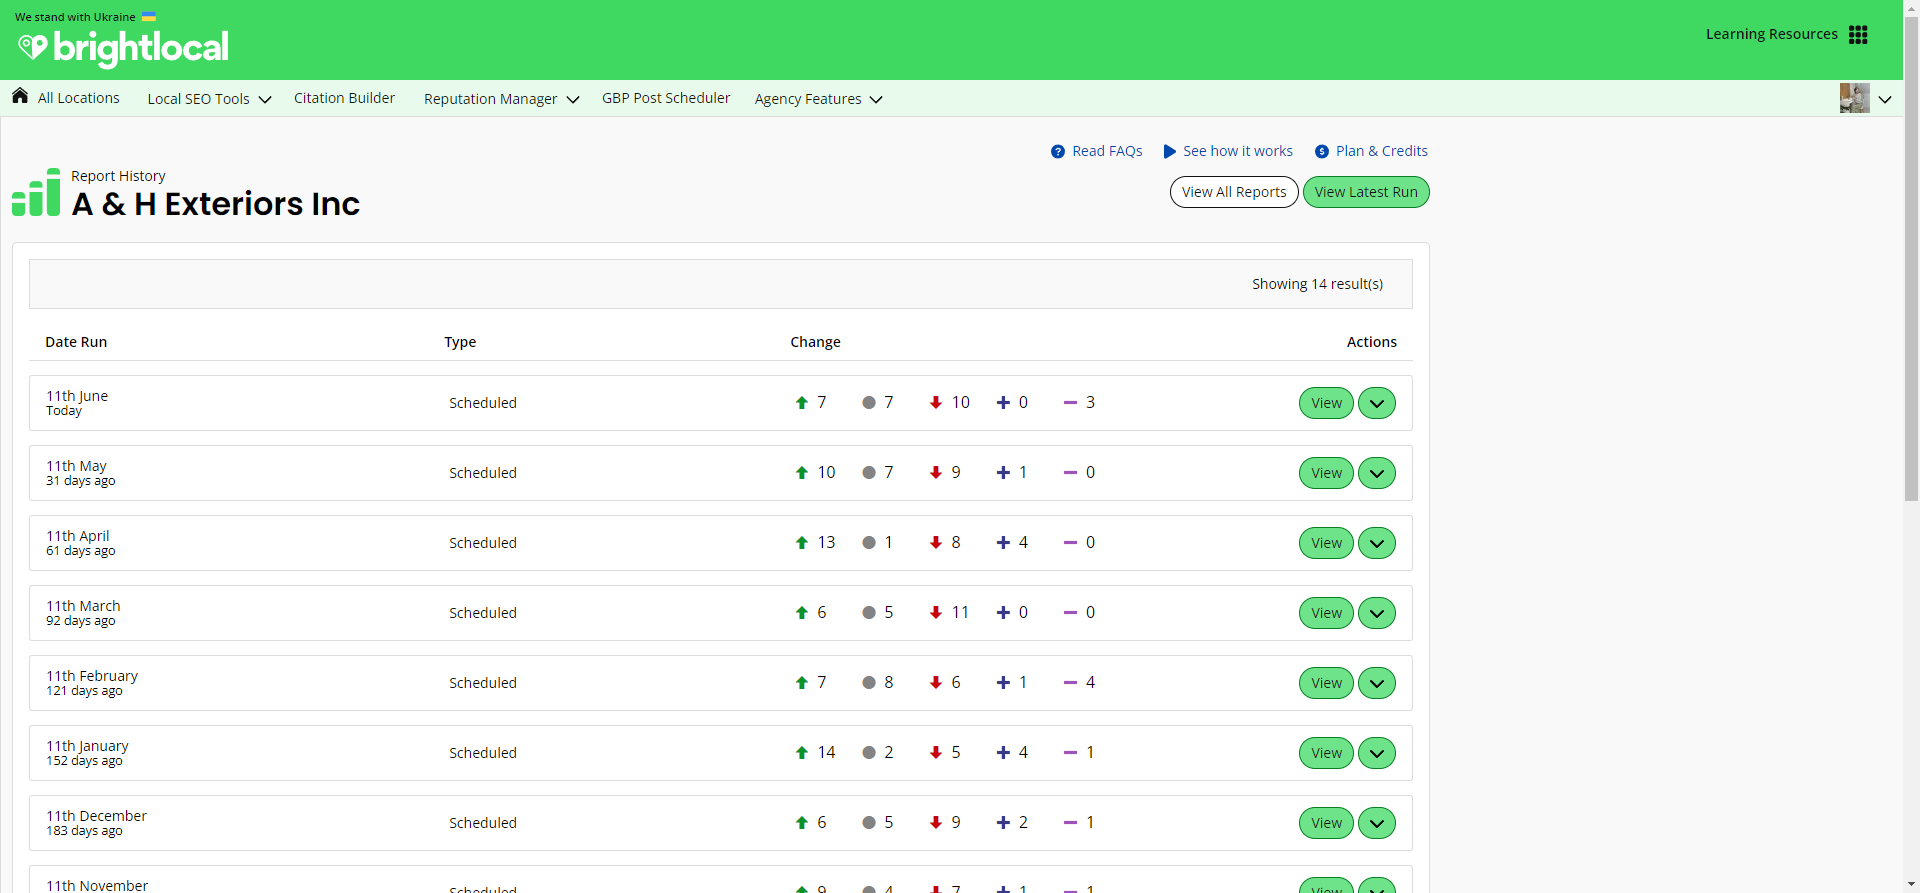 We stand with Ukraine
brightlocal
Learning Resources
All Locations Local SEO Tools Citation Builder Reputation Manager GBP Post Scheduler Agency Features
Read FAQs See how it works Plan & Credits
Report History
A & H Exteriors Inc
View All Reports View Latest Run
Showing 14 result(s)
Date Run Type Change Actions
11th June
Today
Scheduled 7 7 10 0 3 View
11th May
31 days ago
Scheduled 10 7 9 1 0 View
11th April
61 days ago
Scheduled 13 1 8 4 0 View
11th March
92 days ago
Scheduled 6 5 11 0 0 View
11th February
121 days ago
Scheduled 7 8 6 1 4 View
11th January
152 days ago
Scheduled 14 2 5 4 1 View
11th December
183 days ago
Scheduled 6 5 9 2 1 View
11th November
Scheduled 9 4 7 1 1 View